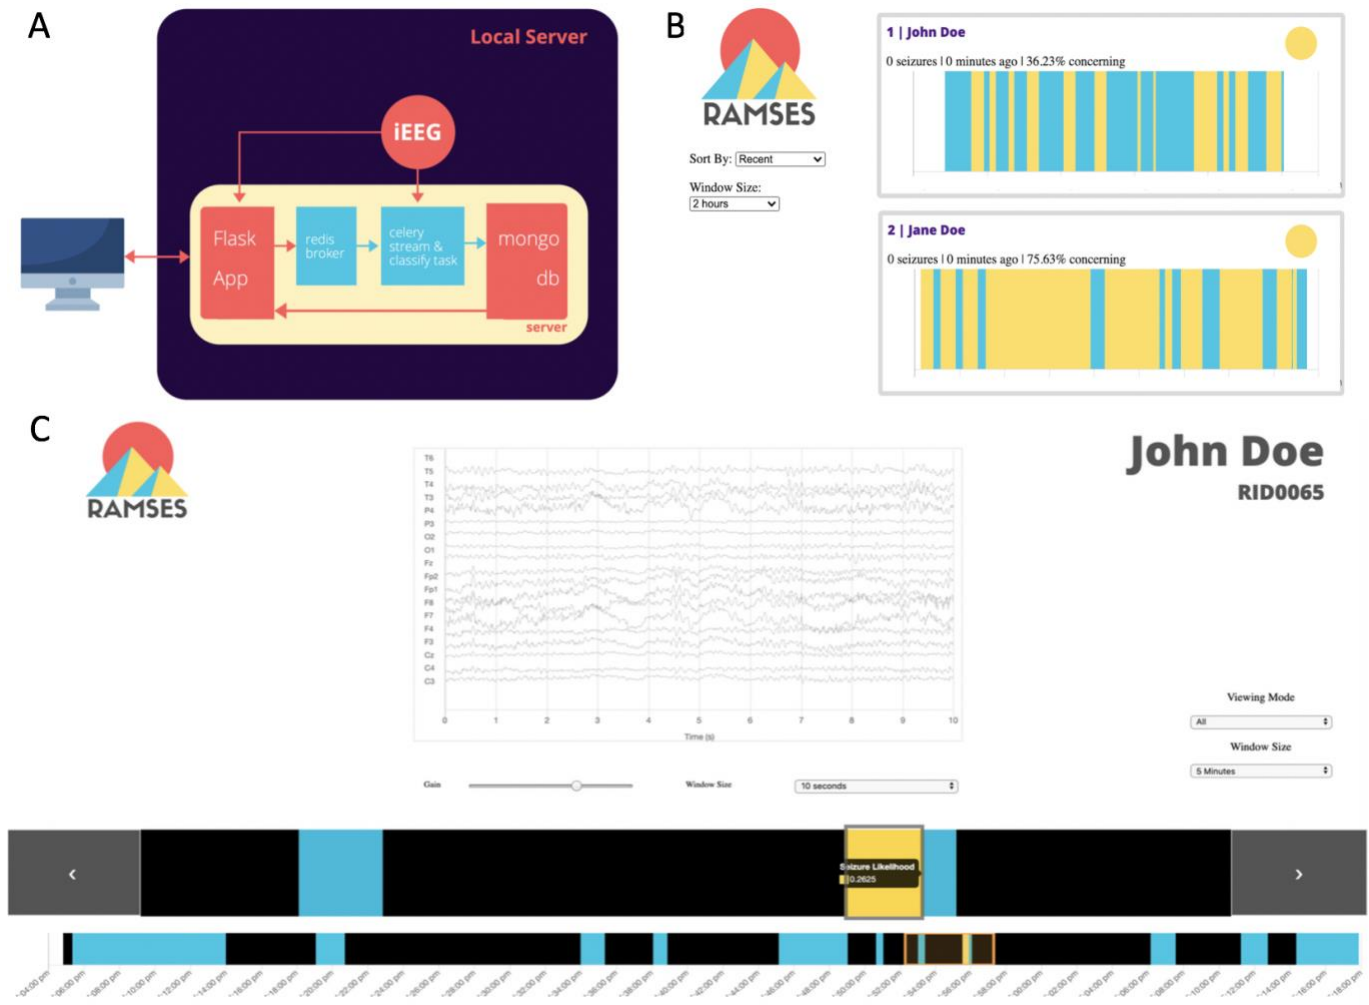 A
Local Server
iEEG
Flask
App
redis
broker
celery
stream &
classify task
mongo
db
server
B
RAMSES
Sort By: Recent
Window Size:
2 hours
1 | John Doe
0 seizures | 0 minutes ago | 36.23% concerning
2 | Jane Doe
0 seizures | 0 minutes ago | 75.63% concerning
C
RAMSES
John Doe
RID0065
T6
T5
T4
T3
P4
P3
O2
O1
Fz
Fp2
Fp1
F8
F7
F4
F3
Cz
C4
C3
0 1 2 3 4 5 6 7 8 9 10
Time (s)
Gain
Window Size
10 seconds
Viewing Mode
All
Window Size
5 Minutes
‹
Seizure Likelihood
0.2625
›